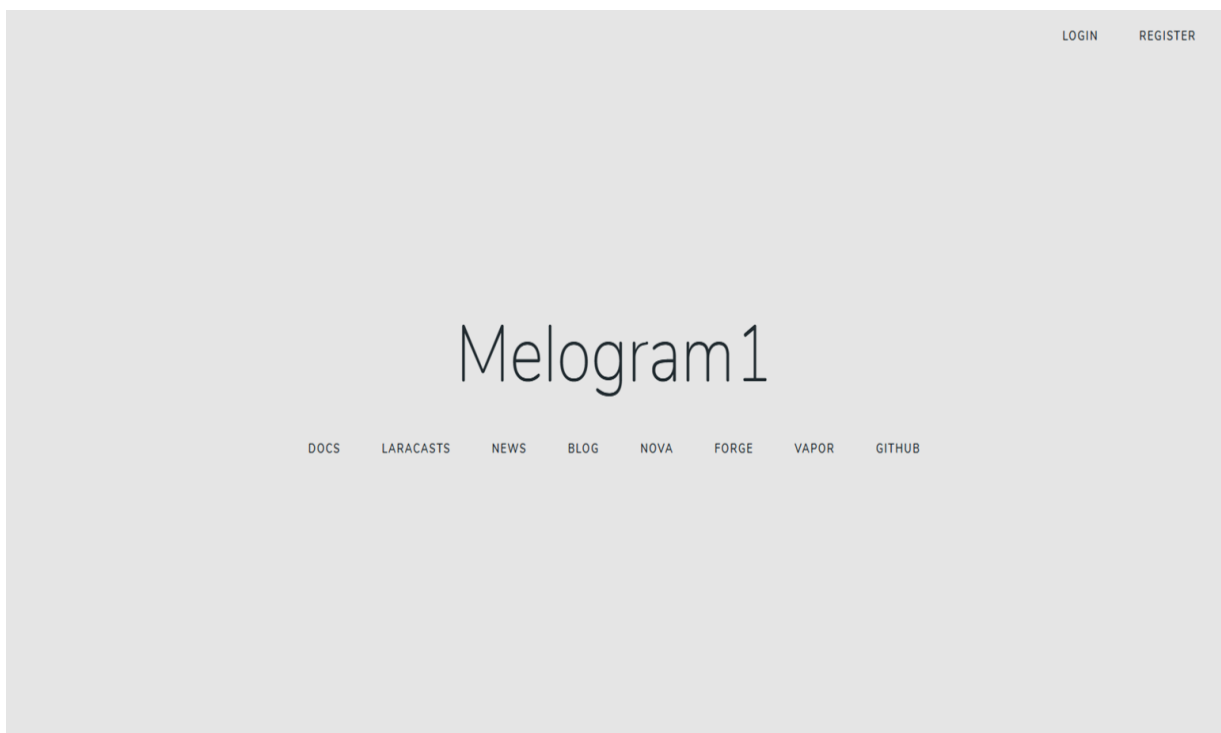 LOGIN REGISTER
Melogram1
DOCS LARACASTS NEWS BLOG NOVA FORGE VAPOR GITHUB